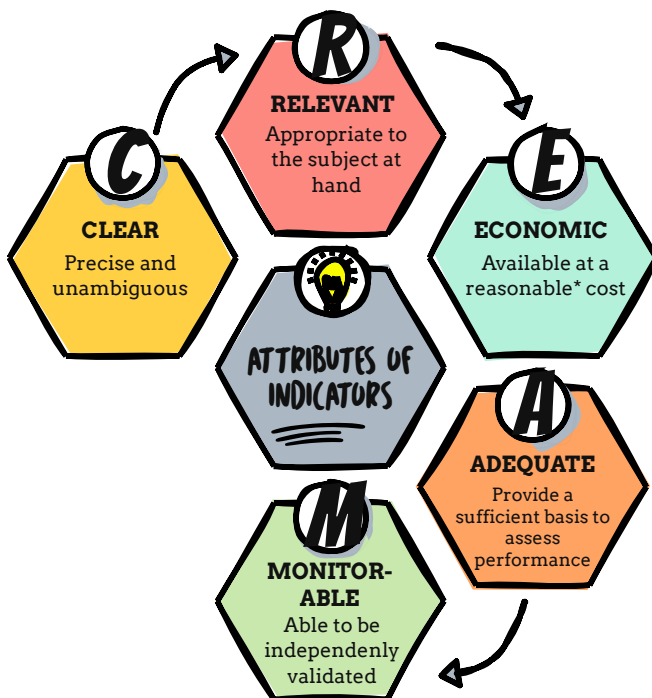 C
CLEAR
Precise and
unambiguous
R
RELEVANT
Appropriate to
the subject at
hand
E
ECONOMIC
Available at a
reasonable* cost
A
ADEQUATE
Provide a
sufficient basis to
assess
performance
M
MONITOR-
ABLE
Able to be
independenly
validated
ATTRIBUTES OF
INDICATORS